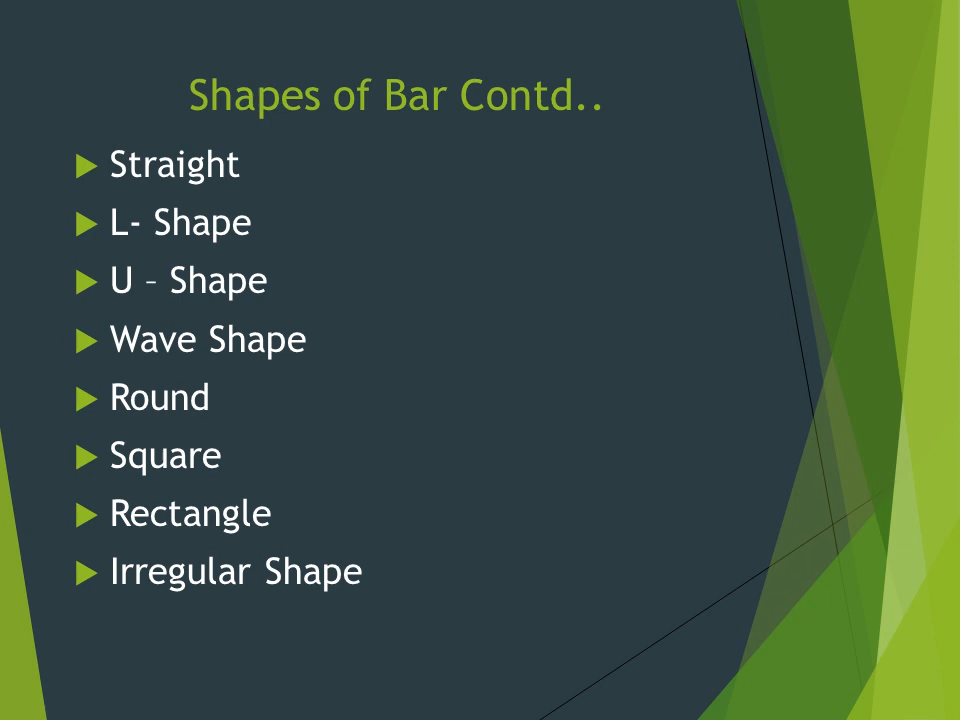 Shapes of Bar Contd..
Straight
L- Shape
U – Shape
Wave Shape
Round
Square
Rectangle
Irregular Shape